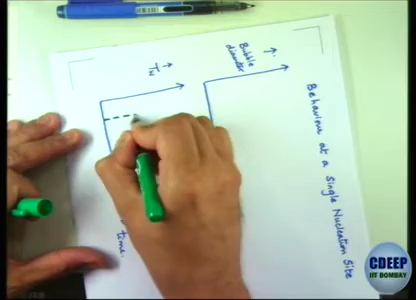 Behaviour at a Single Nucleation Site
Bubble
diameter
Tw
time.
CDEEP
IIT BOMBAY